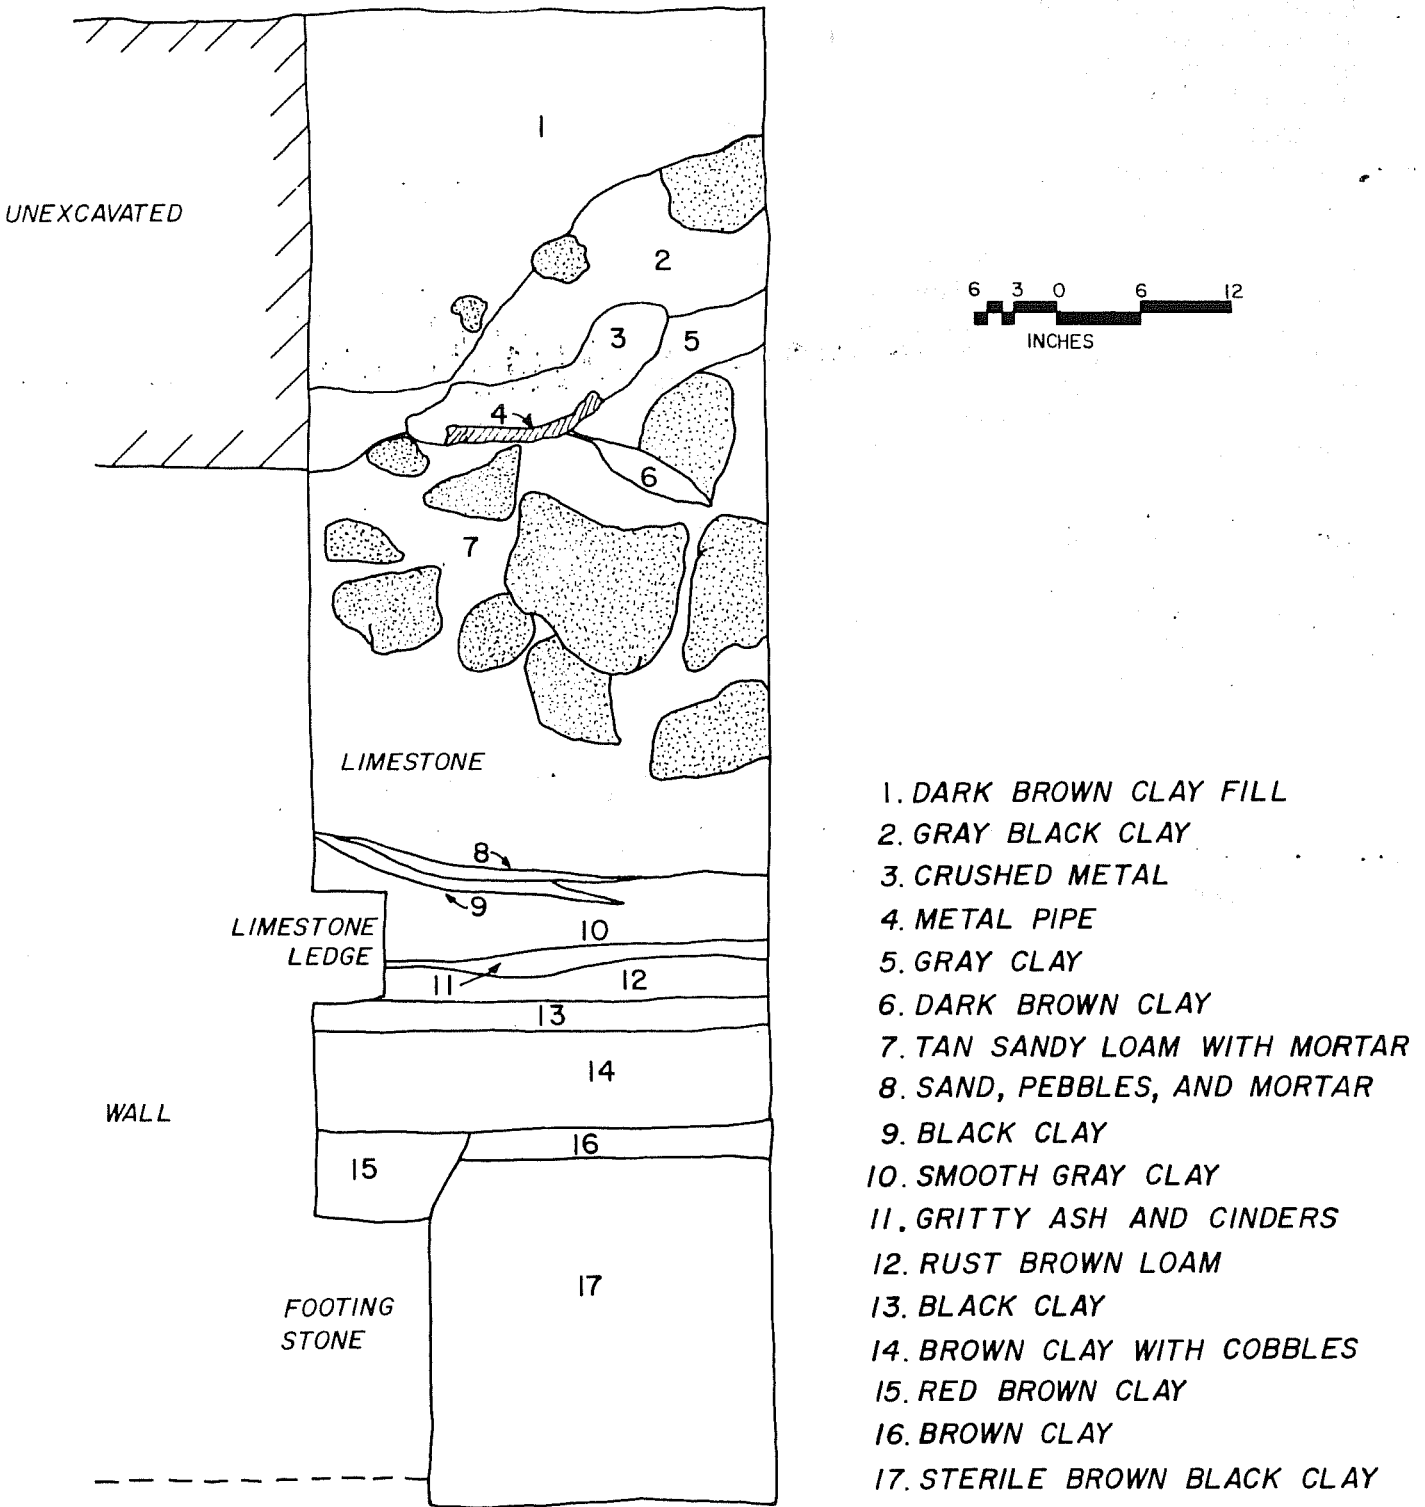 1
UNEXCAVATED
2
6 3 0 6 12
INCHES
3
5
4
6
7
LIMESTONE
8
9
LIMESTONE
LEDGE
10
11
12
13
14
WALL
16
15
17
FOOTING
STONE
1. DARK BROWN CLAY FILL
2. GRAY BLACK CLAY
3. CRUSHED METAL
4. METAL PIPE
5. GRAY CLAY
6. DARK BROWN CLAY
7. TAN SANDY LOAM WITH MORTAR
8. SAND, PEBBLES, AND MORTAR
9. BLACK CLAY
10. SMOOTH GRAY CLAY
11. GRITTY ASH AND CINDERS
12. RUST BROWN LOAM
13. BLACK CLAY
14. BROWN CLAY WITH COBBLES
15. RED BROWN CLAY
16. BROWN CLAY
17. STERILE BROWN BLACK CLAY